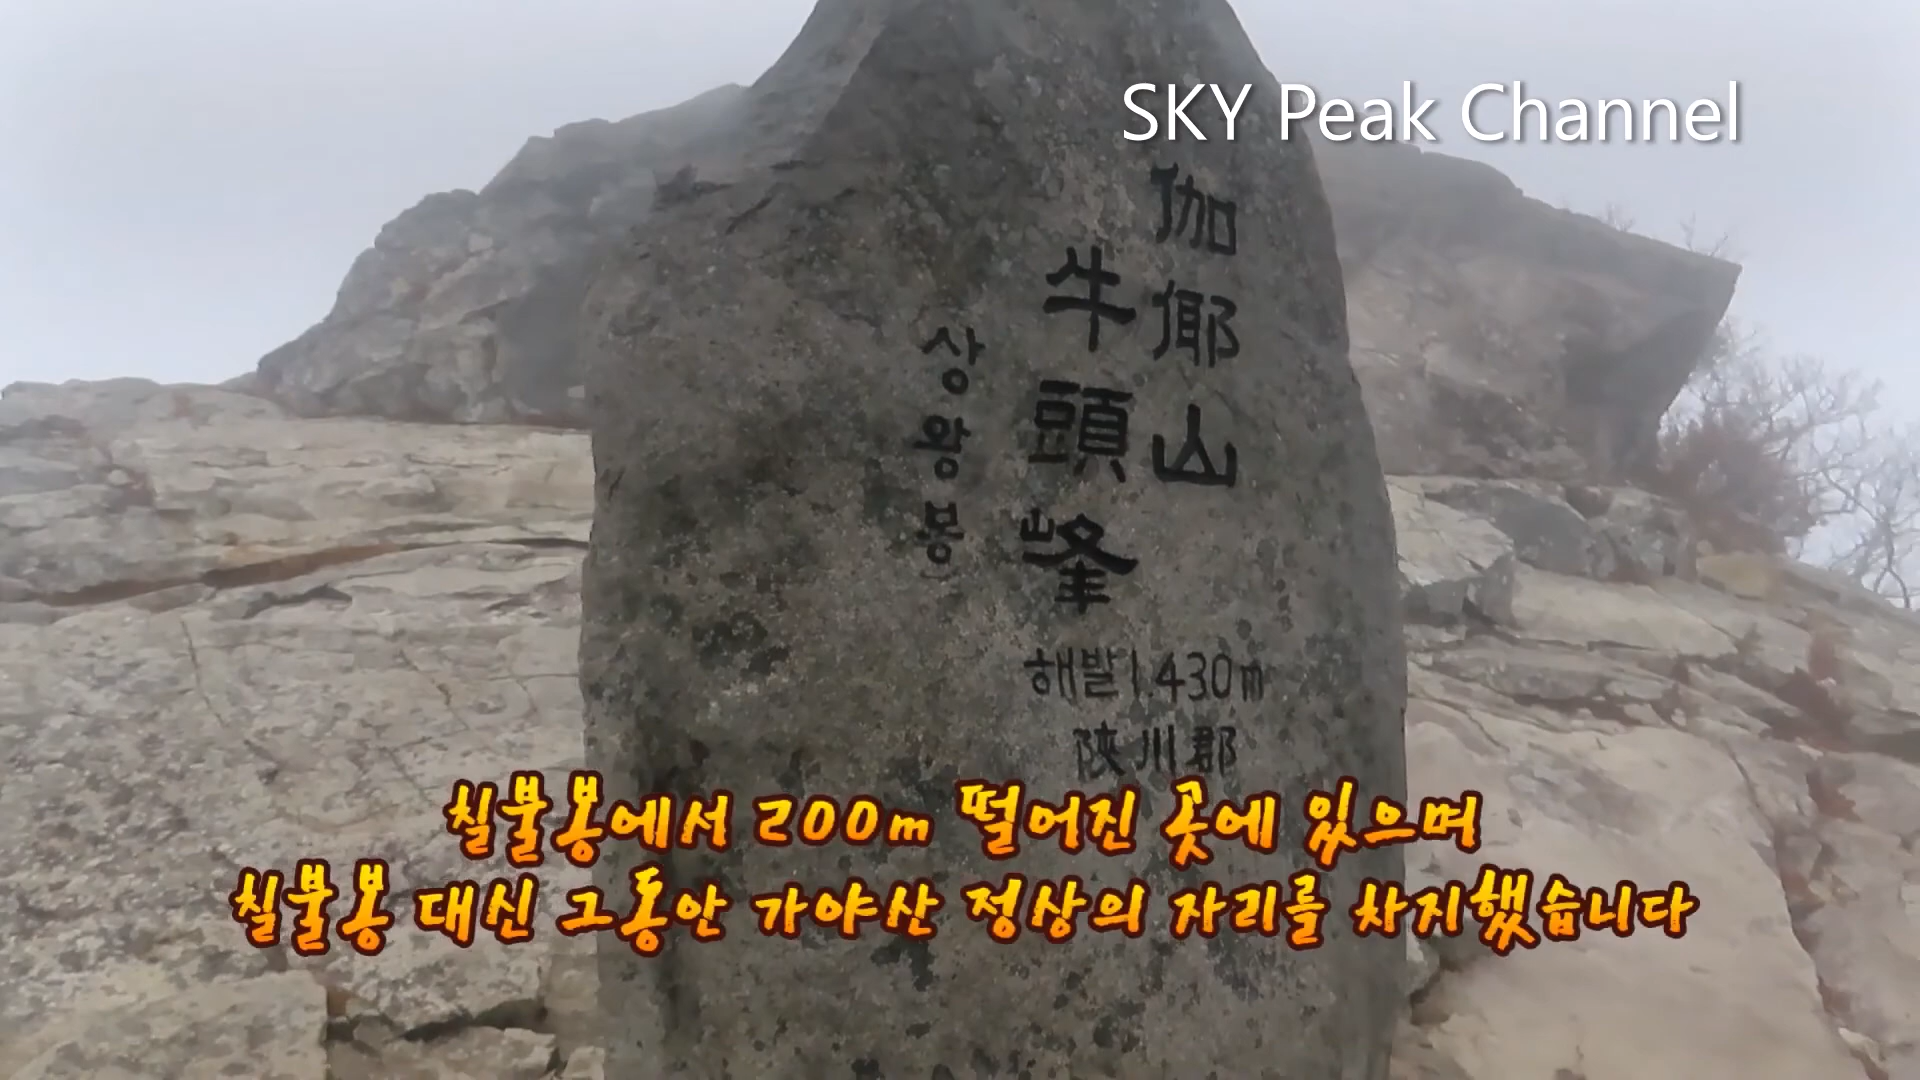 SKY Peak Channel
伽倻山
牛頭峰
상왕봉
해발 1.430m
陜川郡
칠불봉에서 200m 떨어진 곳에 있으며
칠불봉 대신 그동안 가야산 정상의 자리를 차지했습니다